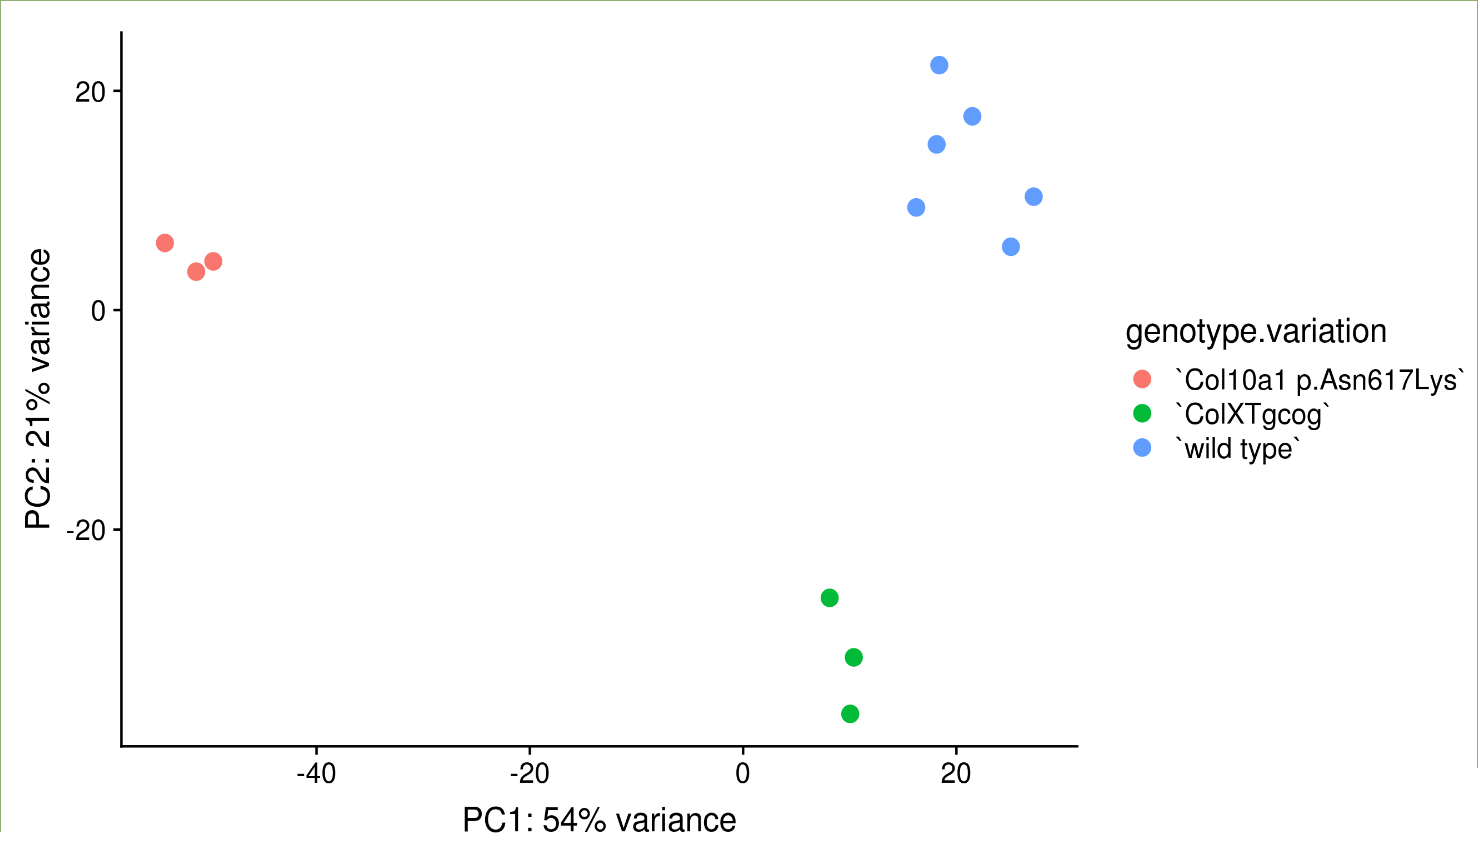 20
0
-20
-40
-20
0
20
PC1: 54% variance
PC2: 21% variance
genotype.variation
`Col10a1 p.Asn617Lys`
`ColXTgcog`
`wild type`